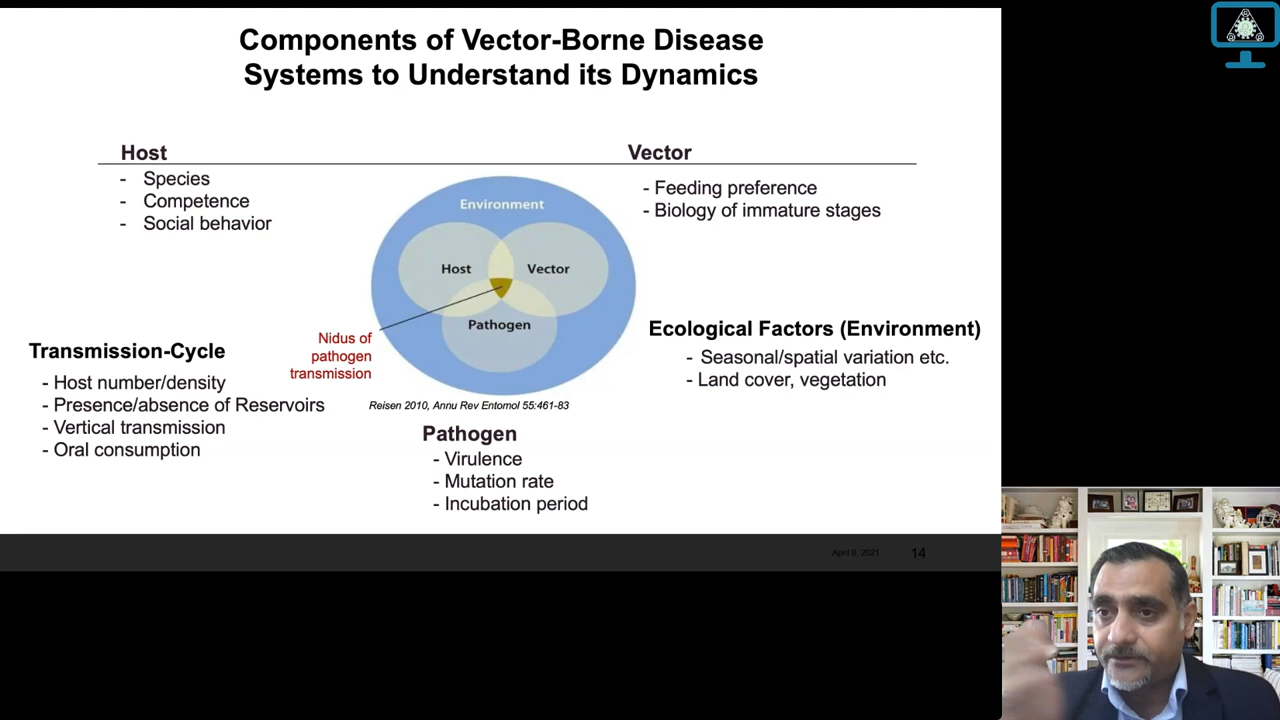 Components of Vector-Borne Disease
Systems to Understand its Dynamics
Host
- Species
- Competence
- Social behavior
Vector
- Feeding preference
- Biology of immature stages
Environment
Host
Vector
Pathogen
Nidus of
pathogen
transmission
Reisen 2010, Annu Rev Entomol 55:461-83
Transmission-Cycle
- Host number/density
- Presence/absence of Reservoirs
- Vertical transmission
- Oral consumption
Ecological Factors (Environment)
- Seasonal/spatial variation etc.
- Land cover, vegetation
Pathogen
- Virulence
- Mutation rate
- Incubation period
April 8, 2021
14